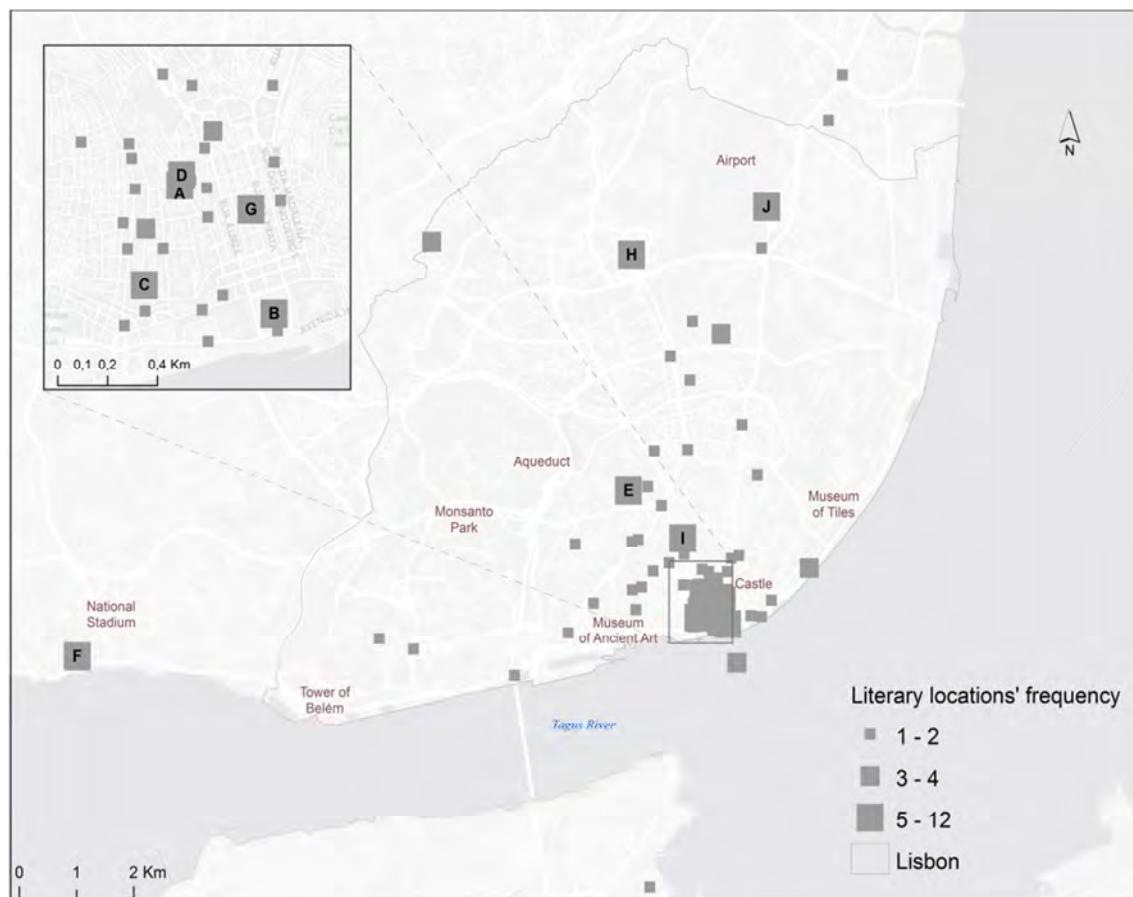 D
A
G
C
B
0 0,1 0,2 0,4 Km
N
Airport
J
H
Aqueduct
E
Monsanto
Park
Museum
of Tiles
I
Castle
National
Stadium
Museum
of Ancient Art
F
Tower of
Belém
Tagus River
Literary locations' frequency
1 - 2
3 - 4
5 - 12
Lisbon
0 1 2 Km